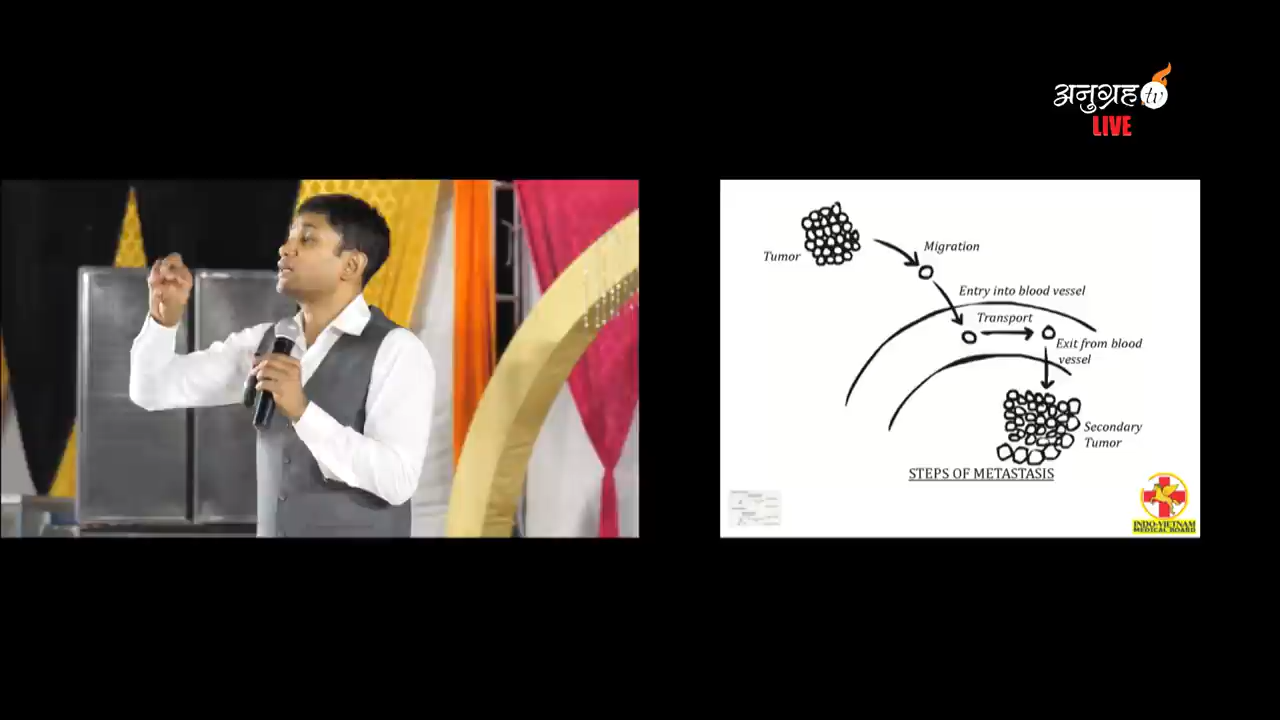 अनुग्रह tv
LIVE
Tumor
Migration
Entry into blood vessel
Transport
Exit from blood
vessel
Secondary
Tumor
STEPS OF METASTASIS
INDO-VIETNAM
MEDICAL BOARD